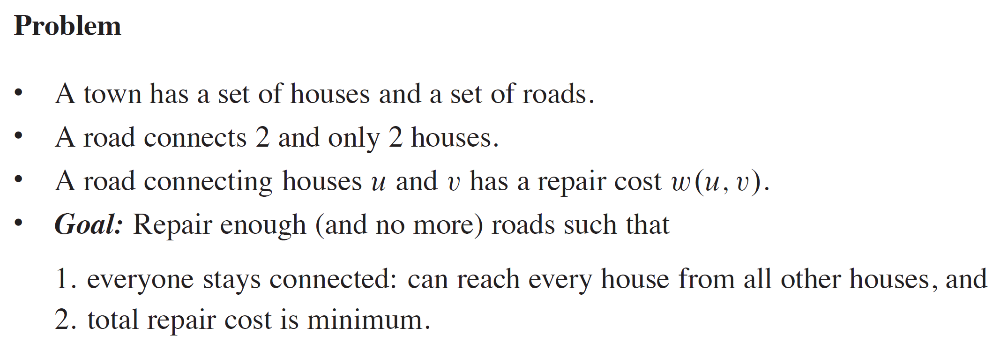 Problem
• A town has a set of houses and a set of roads.
• A road connects 2 and only 2 houses.
• A road connecting houses u and v has a repair cost w(u, v).
• Goal: Repair enough (and no more) roads such that
1. everyone stays connected: can reach every house from all other houses, and
2. total repair cost is minimum.